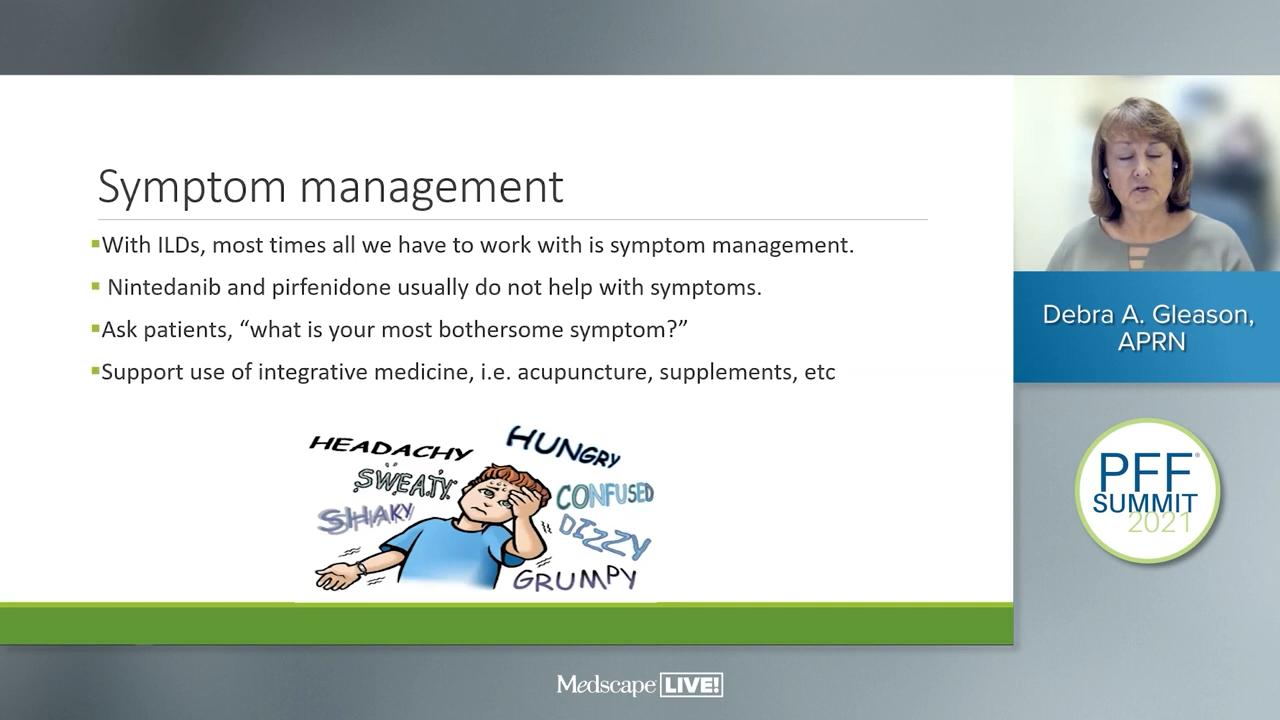 Symptom management
With ILDs, most times all we have to work with is symptom management.
Nintedanib and pirfenidone usually do not help with symptoms.
Ask patients, “what is your most bothersome symptom?”
Support use of integrative medicine, i.e. acupuncture, supplements, etc
HEADACHY
HUNGRY
SWEATY
CONFUSED
SHAKY
DIZZY
GRUMPY
Debra A. Gleason,
APRN
PFF®
SUMMIT
2021
Medscape LIVE!